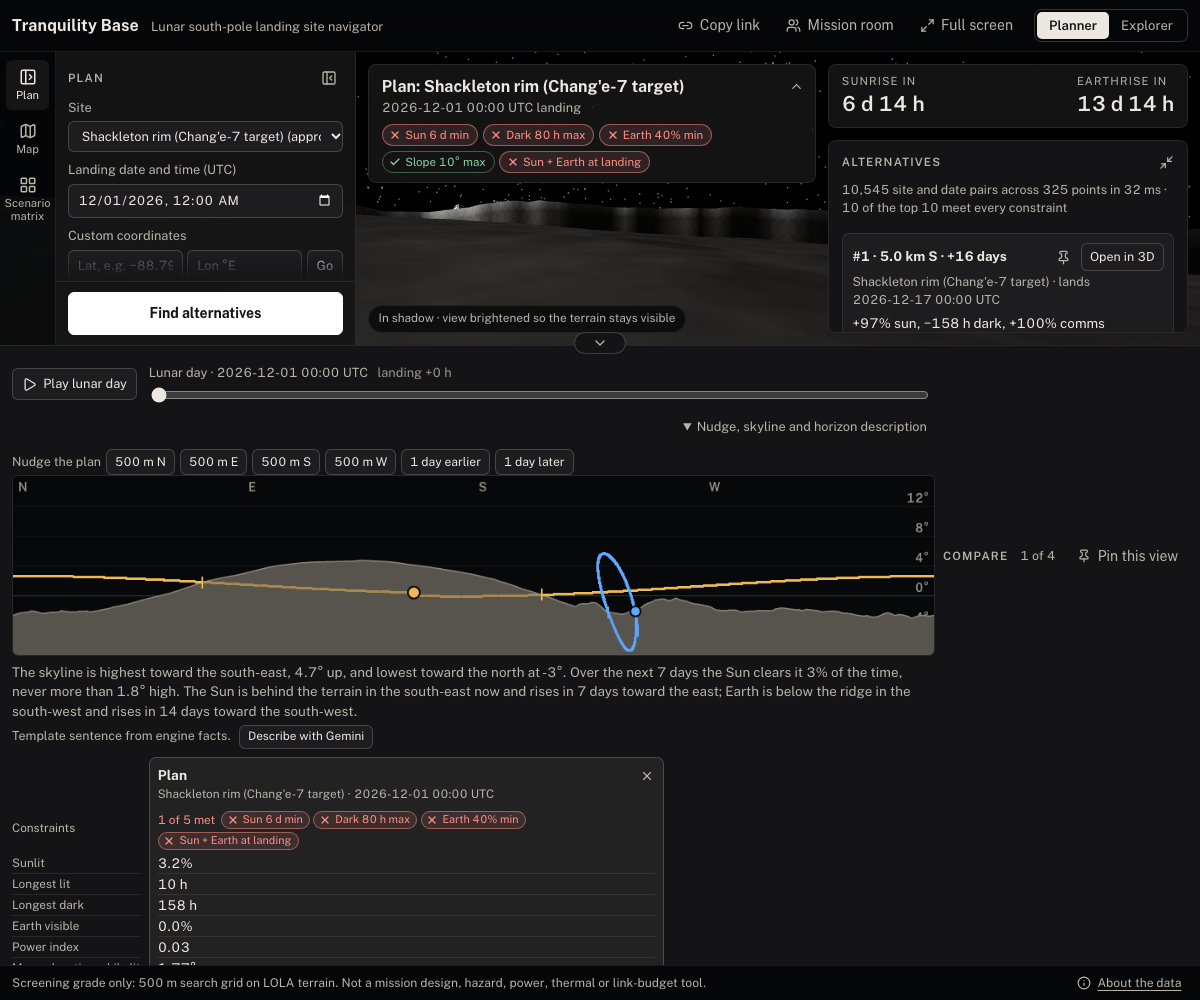 Tranquility Base Lunar south-pole landing site navigator Copy link Mission room Full screen Planner Explorer
Plan
Map
Scenario
matrix
PLAN
Site
Shackleton rim (Chang'e-7 target) (appro
Landing date and time (UTC)
12/01/2026, 12:00 AM
Custom coordinates
Lat, e.g. −88.79 Lon °E Go
Find alternatives
Plan: Shackleton rim (Chang'e-7 target)
2026-12-01 00:00 UTC landing
Sun 6 d min Dark 80 h max Earth 40% min
Slope 10° max Sun + Earth at landing
In shadow · view brightened so the terrain stays visible
SUNRISE IN EARTHRISE IN
6 d 14 h 13 d 14 h
ALTERNATIVES
10,545 site and date pairs across 325 points in 32 ms ·
10 of the top 10 meet every constraint
#1 · 5.0 km S · +16 days Open in 3D
Shackleton rim (Chang'e-7 target) · lands
2026-12-17 00:00 UTC
+97% sun, −158 h dark, +100% comms
Play lunar day Lunar day · 2026-12-01 00:00 UTC landing +0 h
▼ Nudge, skyline and horizon description
Nudge the plan 500 m N 500 m E 500 m S 500 m W 1 day earlier 1 day later
N E S W
12°
8°
4°
0°
COMPARE 1 of 4 Pin this view
The skyline is highest toward the south-east, 4.7° up, and lowest toward the north at -3°. Over the next 7 days the Sun clears it 3% of the time,
never more than 1.8° high. The Sun is behind the terrain in the south-east now and rises in 7 days toward the east; Earth is below the ridge in the
south-west and rises in 14 days toward the south-west.
Template sentence from engine facts. Describe with Gemini
Plan
Shackleton rim (Chang'e-7 target) · 2026-12-01 00:00 UTC
Constraints 1 of 5 met Sun 6 d min Dark 80 h max Earth 40% min
Sun + Earth at landing
Sunlit 3.2%
Longest lit 10 h
Longest dark 158 h
Earth visible 0.0%
Power index 0.03
Screening grade only: 500 m search grid on LOLA terrain. Not a mission design, hazard, power, thermal or link-budget tool. About the data